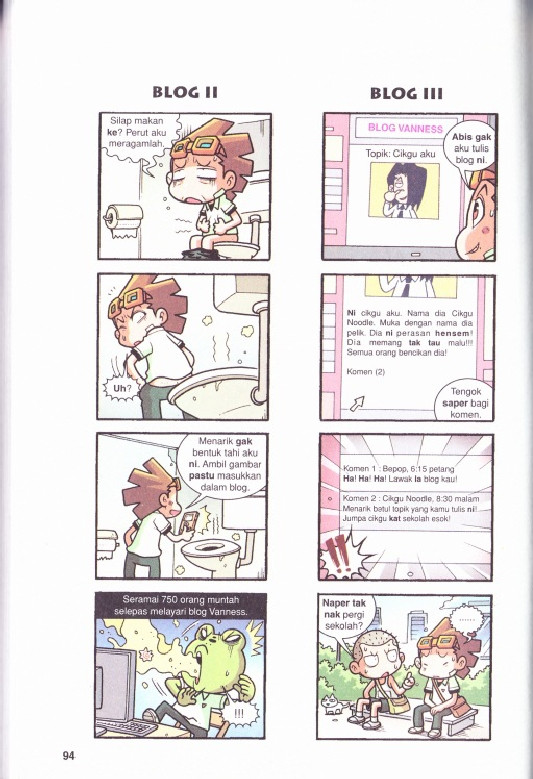 BLOG II
Silap makan
ke? Perut aku
meragamlah.
Uh?
Menarik gak
bentuk tahi aku
ni. Ambil gambar
pastu masukkan
dalam blog.
Seramai 750 orang muntah
selepas melayari blog Vanness.
!!!
BLOG III
BLOG VANNESS
Topik: Cikgu aku
Abis gak
aku tulis
blog ni.
Ni cikgu aku. Nama dia Cikgu
Noodle. Muka dengan nama dia
pelik. Dia ni perasan hensem!!
Dia memang tak tau malu!!!!
Semua orang bencikan dia!
Komen (2)
Tengok
saper bagi
komen.
Komen 1 : Bepop, 6:15 petang
Ha! Ha! Ha! Lawak la blog kau!
Komen 2 : Cikgu Noodle, 8:30 malam
Menarik betul topik yang kamu tulis ni!
Jumpa cikgu kat sekolah esok!
!!!
Naper tak
nak pergi
sekolah?
.......
94